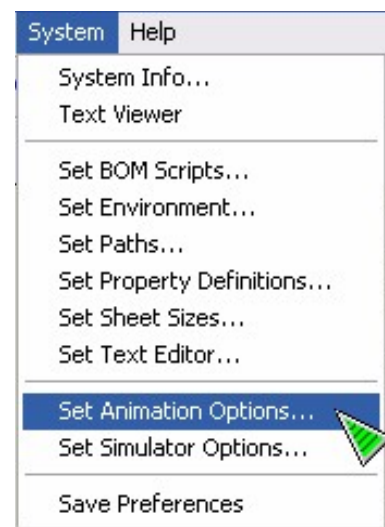 System Help
System Info...
Text Viewer
Set BOM Scripts...
Set Environment...
Set Paths...
Set Property Definitions...
Set Sheet Sizes...
Set Text Editor...
Set Animation Options...
Set Simulator Options...
Save Preferences